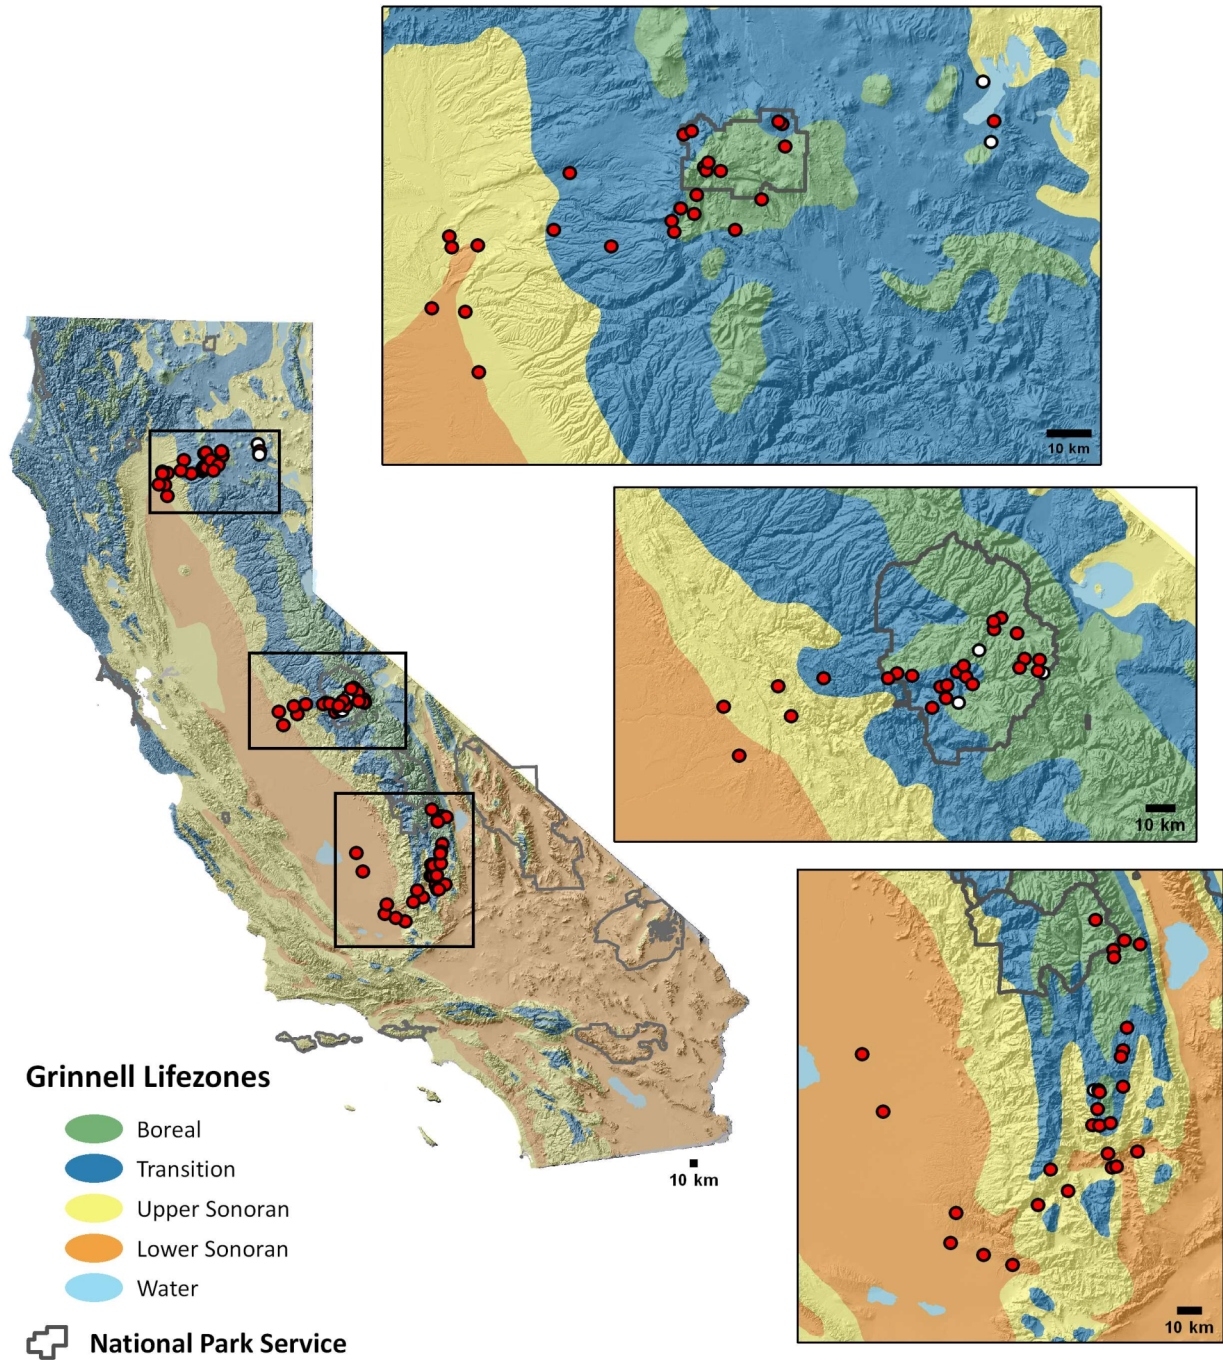 10 km
10 km
10 km
10 km
Grinnell Lifezones
Boreal
Transition
Upper Sonoran
Lower Sonoran
Water
National Park Service